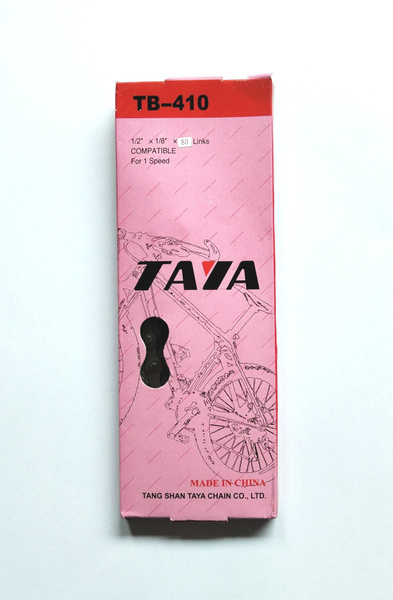 TB-410
1/2" × 1/8" × 80 Links
COMPATIBLE
For 1 Speed
TAYA
MADE IN CHINA
TANG SHAN TAYA CHAIN CO., LTD.